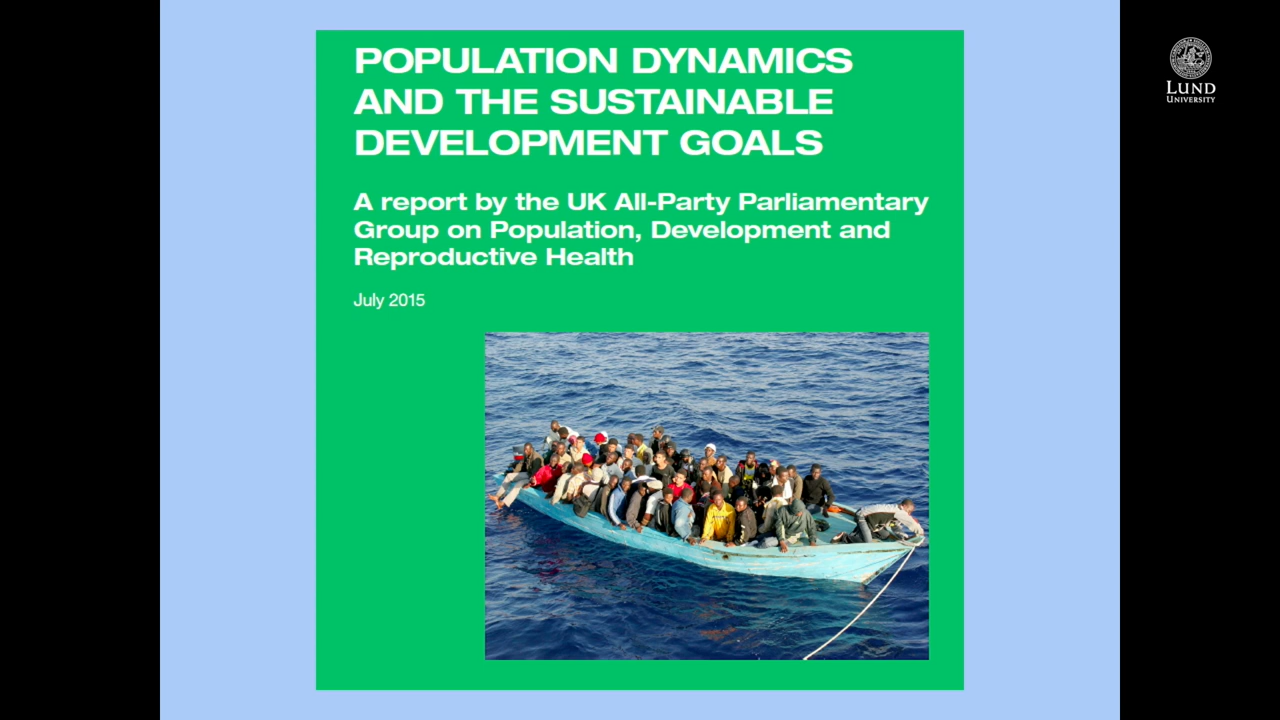 POPULATION DYNAMICS
AND THE SUSTAINABLE
DEVELOPMENT GOALS
A report by the UK All-Party Parliamentary
Group on Population, Development and
Reproductive Health
July 2015
LUND
UNIVERSITY